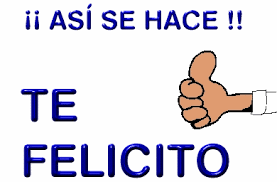 ¡¡ ASÍ SE HACE !!
TE
FELICITO